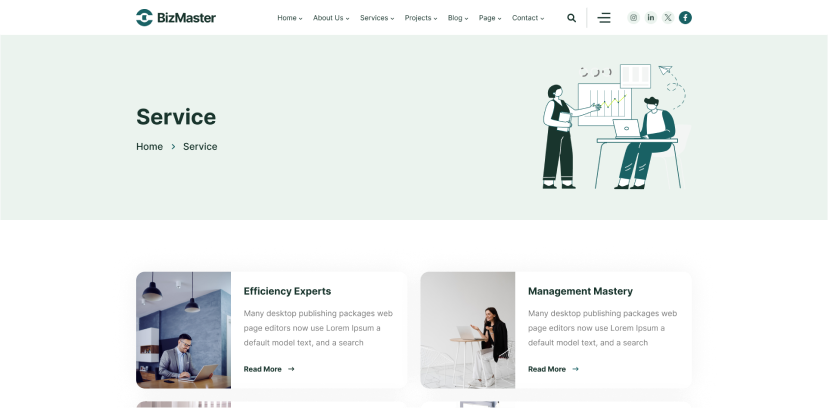 BizMaster
Home About Us Services Projects Blog Page Contact
Service
Home > Service
Efficiency Experts
Many desktop publishing packages web
page editors now use Lorem Ipsum a
default model text, and a search
Read More →
Management Mastery
Many desktop publishing packages web
page editors now use Lorem Ipsum a
default model text, and a search
Read More →